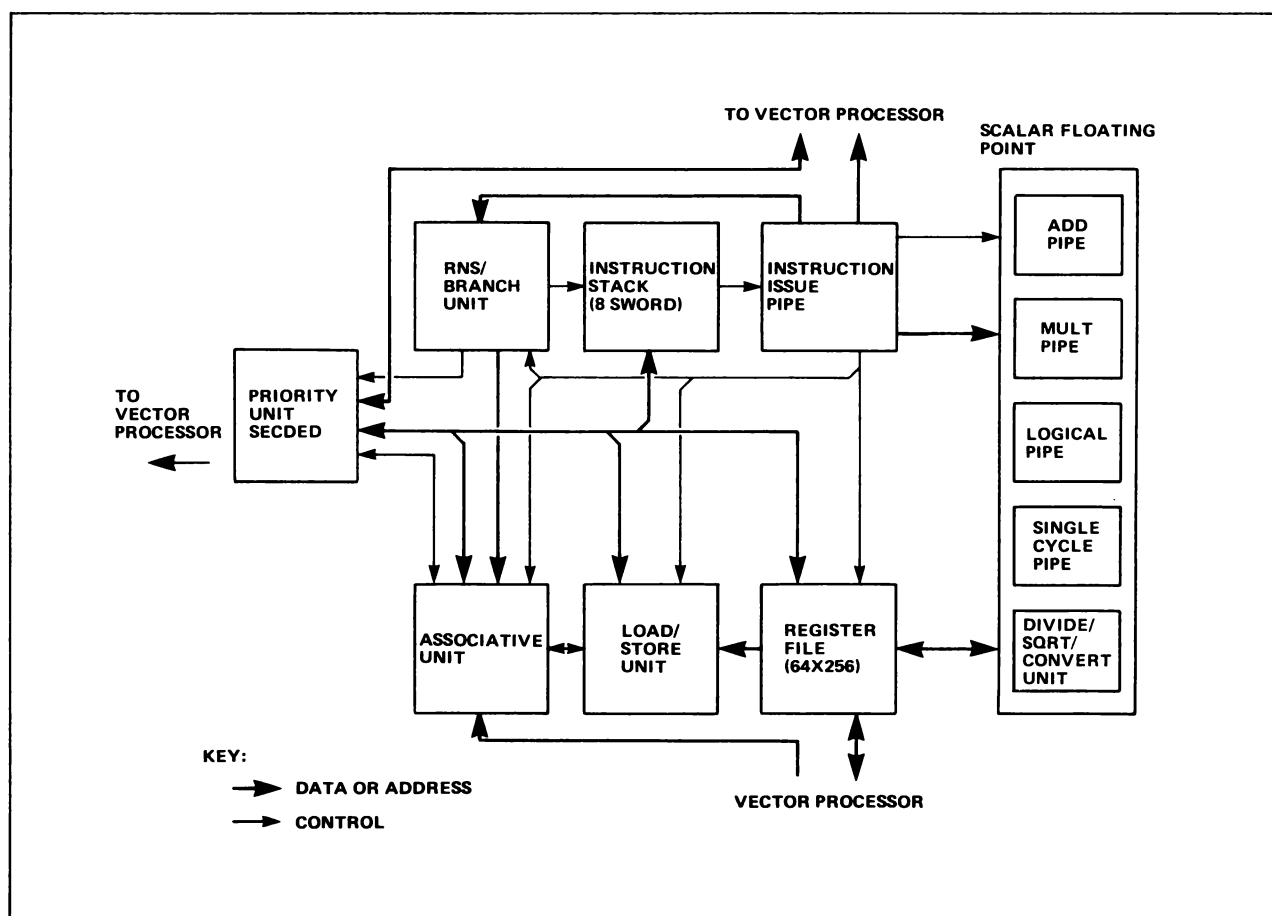 TO VECTOR PROCESSOR
SCALAR FLOATING
POINT
ADD
PIPE
RNS/
BRANCH
UNIT
INSTRUCTION
STACK
(8 SWORD)
INSTRUCTION
ISSUE
PIPE
MULT
PIPE
TO
VECTOR
PROCESSOR
PRIORITY
UNIT
SECDED
LOGICAL
PIPE
SINGLE
CYCLE
PIPE
ASSOCIATIVE
UNIT
LOAD/
STORE
UNIT
REGISTER
FILE
(64X256)
DIVIDE/
SQRT/
CONVERT
UNIT
KEY:
DATA OR ADDRESS
CONTROL
VECTOR PROCESSOR